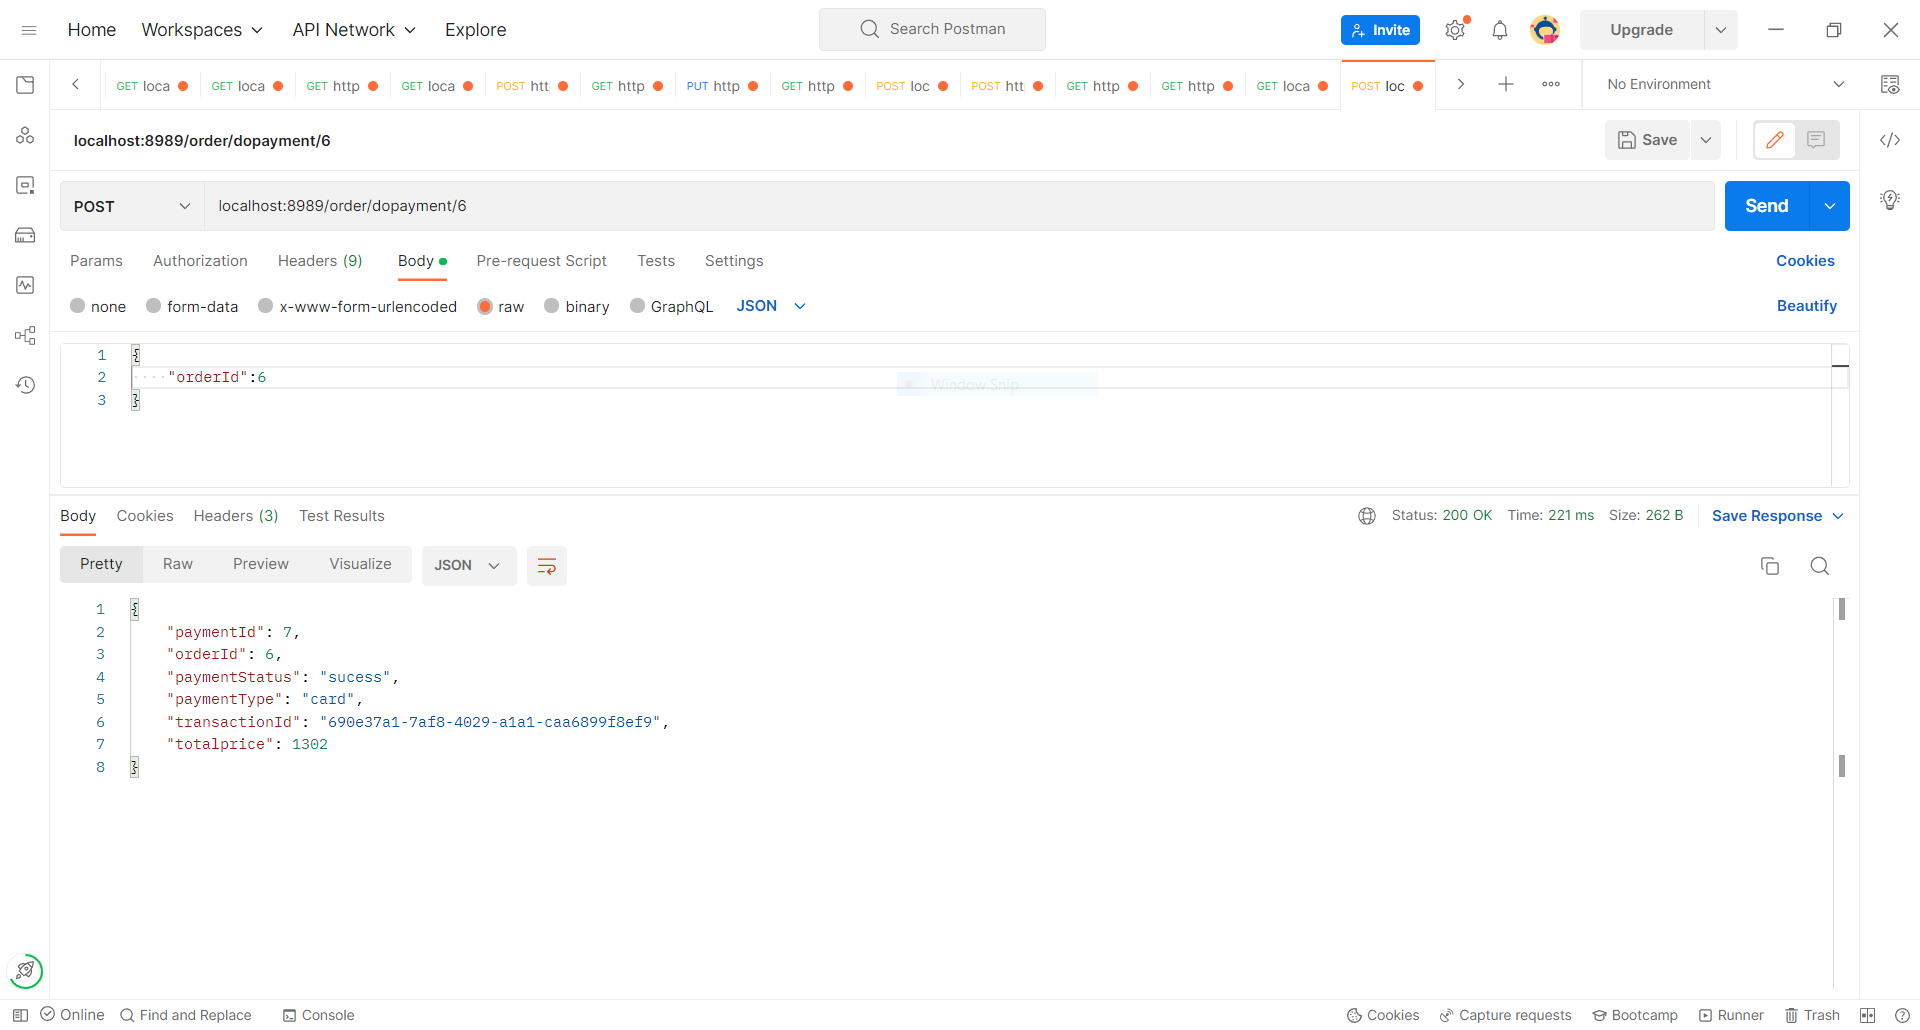 Home Workspaces API Network Explore Search Postman Invite Upgrade
GET loca GET loca GET http GET loca POST htt GET http PUT http GET http POST loc POST htt GET http GET http GET loca POST loc No Environment
localhost:8989/order/dopayment/6 Save
POST localhost:8989/order/dopayment/6 Send
Params Authorization Headers (9) Body Pre-request Script Tests Settings Cookies
none form-data x-www-form-urlencoded raw binary GraphQL JSON Beautify
1 {
2 "orderId":6
Window Snip
3 }
Body Cookies Headers (3) Test Results Status: 200 OK Time: 221 ms Size: 262 B Save Response
Pretty Raw Preview Visualize JSON
1 {
2 "paymentId": 7,
3 "orderId": 6,
4 "paymentStatus": "sucess",
5 "paymentType": "card",
6 "transactionId": "690e37a1-7af8-4029-a1a1-caa6899f8ef9",
7 "totalprice": 1302
8 }
Online Find and Replace Console Cookies Capture requests Bootcamp Runner Trash